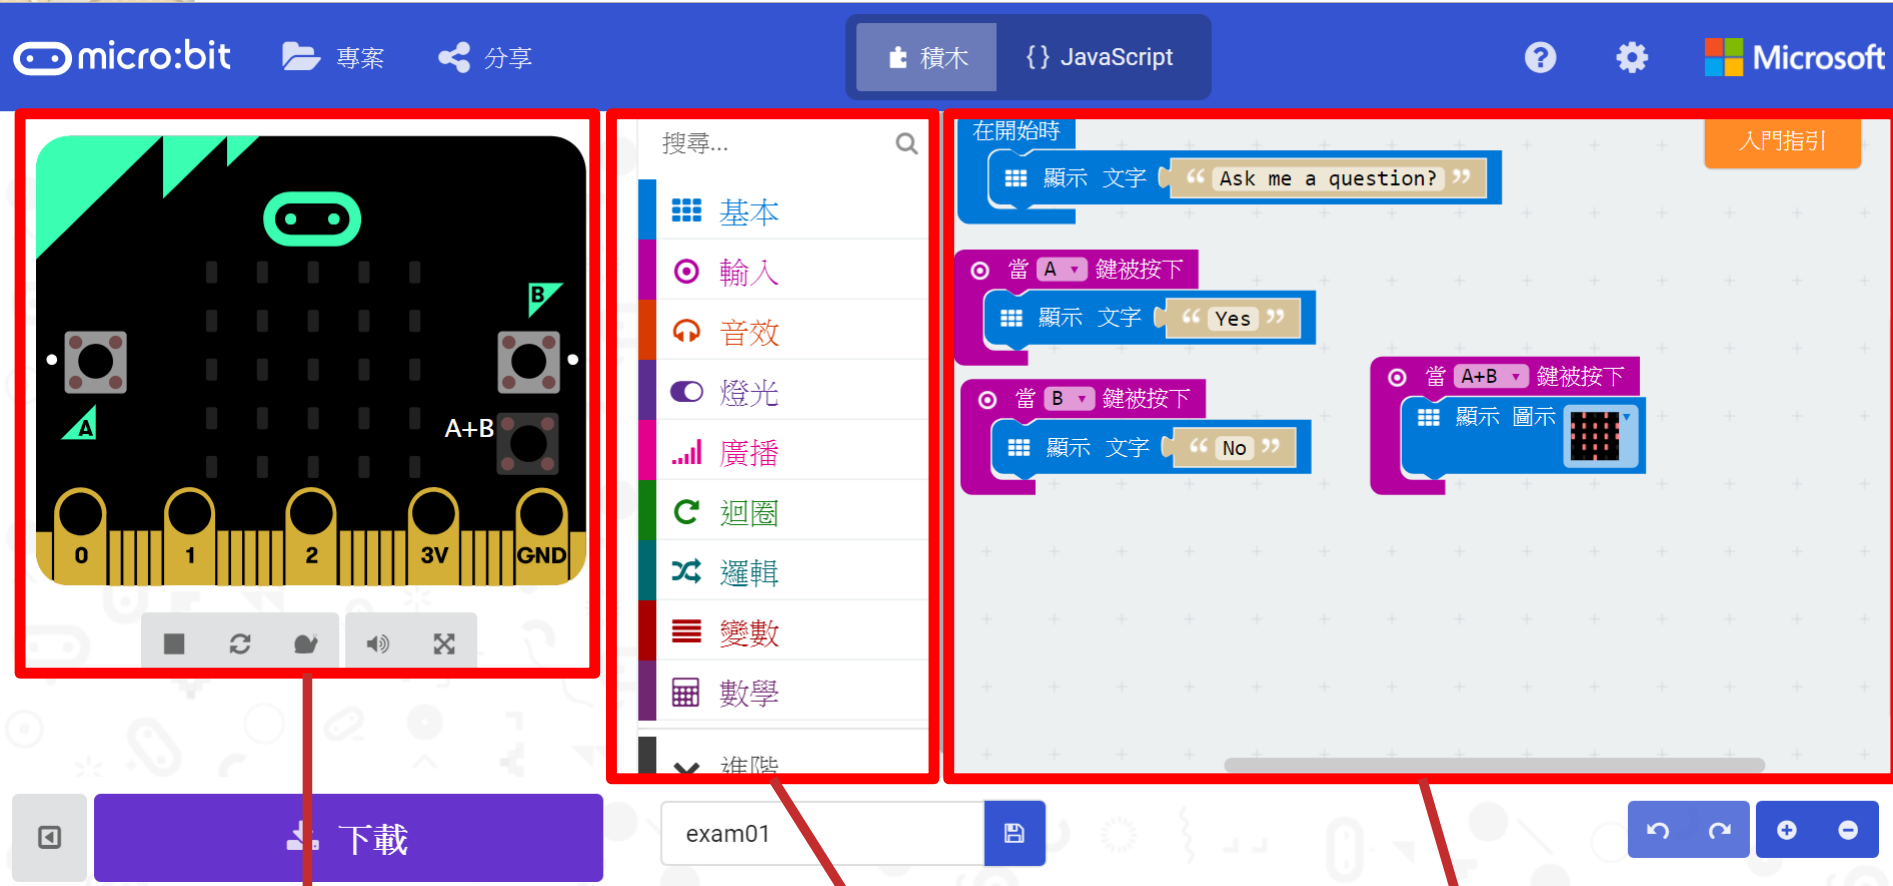 micro:bit 專案 分享 積木 {} JavaScript Microsoft
B
A
A+B
0 1 2 3V GND
搜尋...
基本
輸入
音效
燈光
廣播
迴圈
邏輯
變數
數學
進階
在開始時
顯示 文字 “ Ask me a question? ”
入門指引
當 A 鍵被按下
顯示 文字 “ Yes ”
當 B 鍵被按下
顯示 文字 “ No ”
當 A+B 鍵被按下
顯示 圖示
下載
exam01